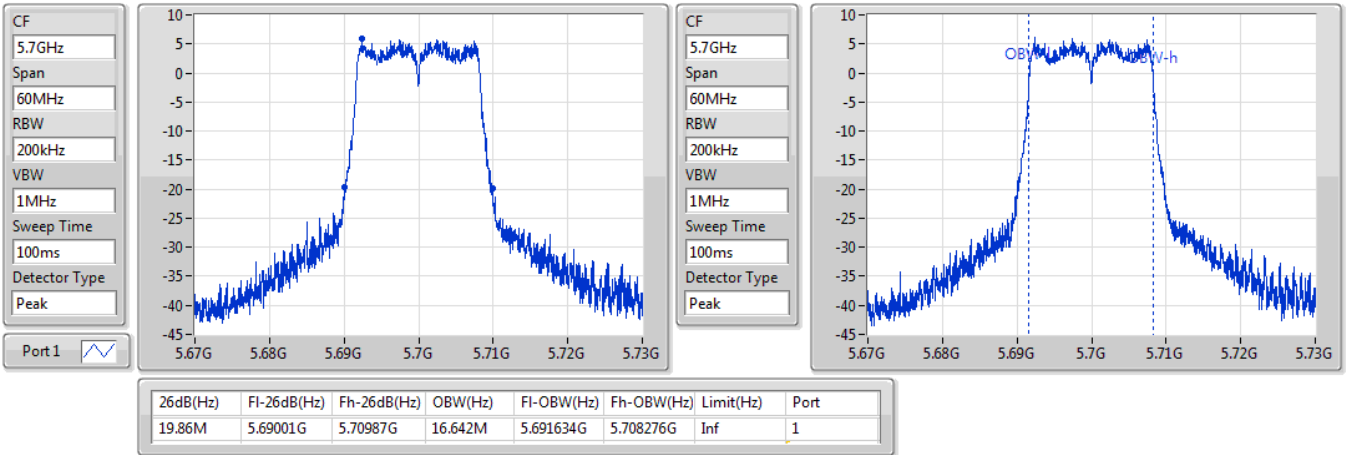 CF
5.7GHz
Span
60MHz
RBW
200kHz
VBW
1MHz
Sweep Time
100ms
Detector Type
Peak
Port 1
10
5
0
-5
-10
-15
-20
-25
-30
-35
-40
-45
5.67G 5.68G 5.69G 5.7G 5.71G 5.72G 5.73G
CF
5.7GHz
Span
60MHz
RBW
200kHz
VBW
1MHz
Sweep Time
100ms
Detector Type
Peak
10
5
0
-5
-10
-15
-20
-25
-30
-35
-40
-45
5.67G 5.68G 5.69G 5.7G 5.71G 5.72G 5.73G
26dB(Hz) Fl-26dB(Hz) Fh-26dB(Hz) OBW(Hz) Fl-OBW(Hz) Fh-OBW(Hz) Limit(Hz) Port
19.86M 5.69001G 5.70987G 16.642M 5.691634G 5.708276G Inf 1